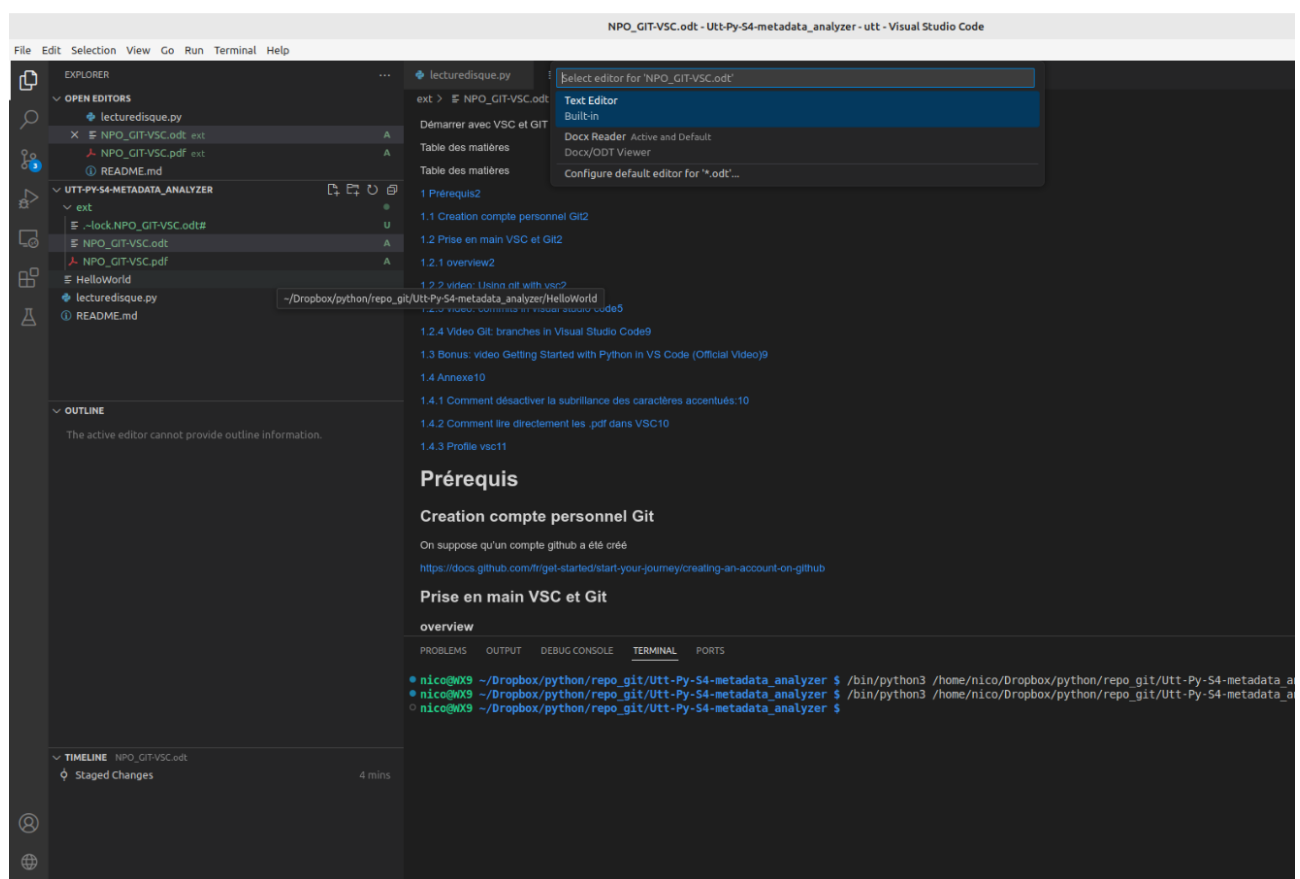 NPO_GIT-VSC.odt - Utt-Py-S4-metadata_analyzer - utt - Visual Studio Code
File Edit Selection View Go Run Terminal Help
EXPLORER
OPEN EDITORS
lecturedisque.py
NPO_GIT-VSC.odt ext A
NPO_GIT-VSC.pdf ext A
README.md
3
UTT-PY-S4-METADATA_ANALYZER
ext
.~lock.NPO_GIT-VSC.odt# U
NPO_GIT-VSC.odt A
NPO_GIT-VSC.pdf A
HelloWorld
lecturedisque.py
README.md
~/Dropbox/python/repo_git/Utt-Py-S4-metadata_analyzer/HelloWorld
OUTLINE
The active editor cannot provide outline information.
TIMELINE NPO_GIT-VSC.odt
Staged Changes 4 mins
lecturedisque.py
Select editor for 'NPO_GIT-VSC.odt'
Text Editor
Built-in
Docx Reader Active and Default
Docx/ODT Viewer
Configure default editor for '*.odt'...
ext > NPO_GIT-VSC.odt
Démarrer avec VSC et GIT
Table des matières
Table des matières
1 Prérequis2
1.1 Creation compte personnel Git2
1.2 Prise en main VSC et Git2
1.2.1 overview2
1.2.2 video: Using git with vsc2
1.2.3 video: commits in visual studio code5
1.2.4 Video Git: branches in Visual Studio Code9
1.3 Bonus: video Getting Started with Python in VS Code (Official Video)9
1.4 Annexe10
1.4.1 Comment désactiver la subrillance des caractères accentués:10
1.4.2 Comment lire directement les .pdf dans VSC10
1.4.3 Profile vsc11
Prérequis
Creation compte personnel Git
On suppose qu'un compte github a été créé
https://docs.github.com/fr/get-started/start-your-journey/creating-an-account-on-github
Prise en main VSC et Git
overview
PROBLEMS OUTPUT DEBUG CONSOLE TERMINAL PORTS
nico@WX9 ~/Dropbox/python/repo_git/Utt-Py-S4-metadata_analyzer $ /bin/python3 /home/nico/Dropbox/python/repo_git/Utt-Py-S4-metadata_a
nico@WX9 ~/Dropbox/python/repo_git/Utt-Py-S4-metadata_analyzer $ /bin/python3 /home/nico/Dropbox/python/repo_git/Utt-Py-S4-metadata_a
nico@WX9 ~/Dropbox/python/repo_git/Utt-Py-S4-metadata_analyzer $